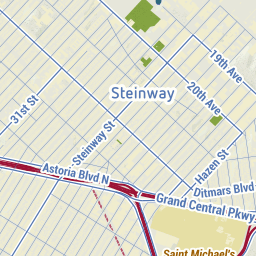 19th Ave
20th Ave
Steinway
31st St
Steinway St
Hazen St
Astoria Blvd N
Ditmars Blvd
Grand Central Pkwy
Saint Michael's